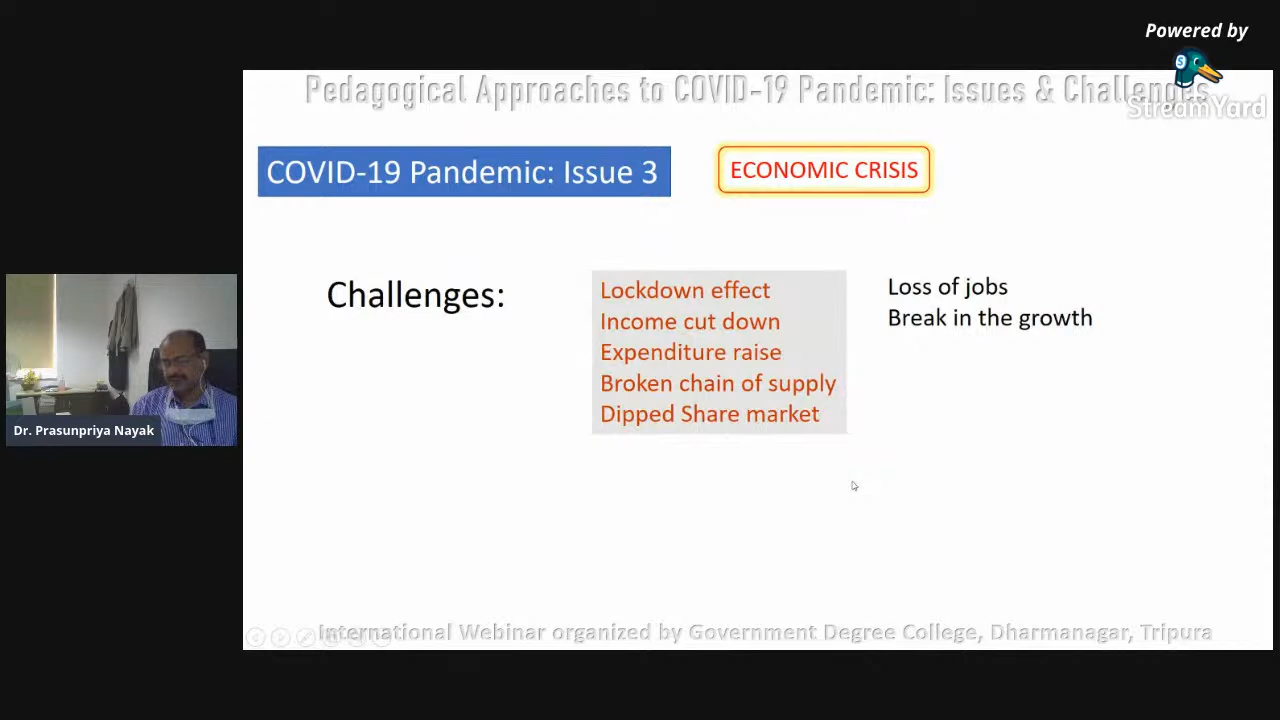 Powered by
StreamYard
Pedagogical Approaches to COVID-19 Pandemic: Issues & Challenges
COVID-19 Pandemic: Issue 3
ECONOMIC CRISIS
Challenges:
Lockdown effect
Income cut down
Expenditure raise
Broken chain of supply
Dipped Share market
Loss of jobs
Break in the growth
Dr. Prasunpriya Nayak
International Webinar organized by Government Degree College, Dharmanagar, Tripura